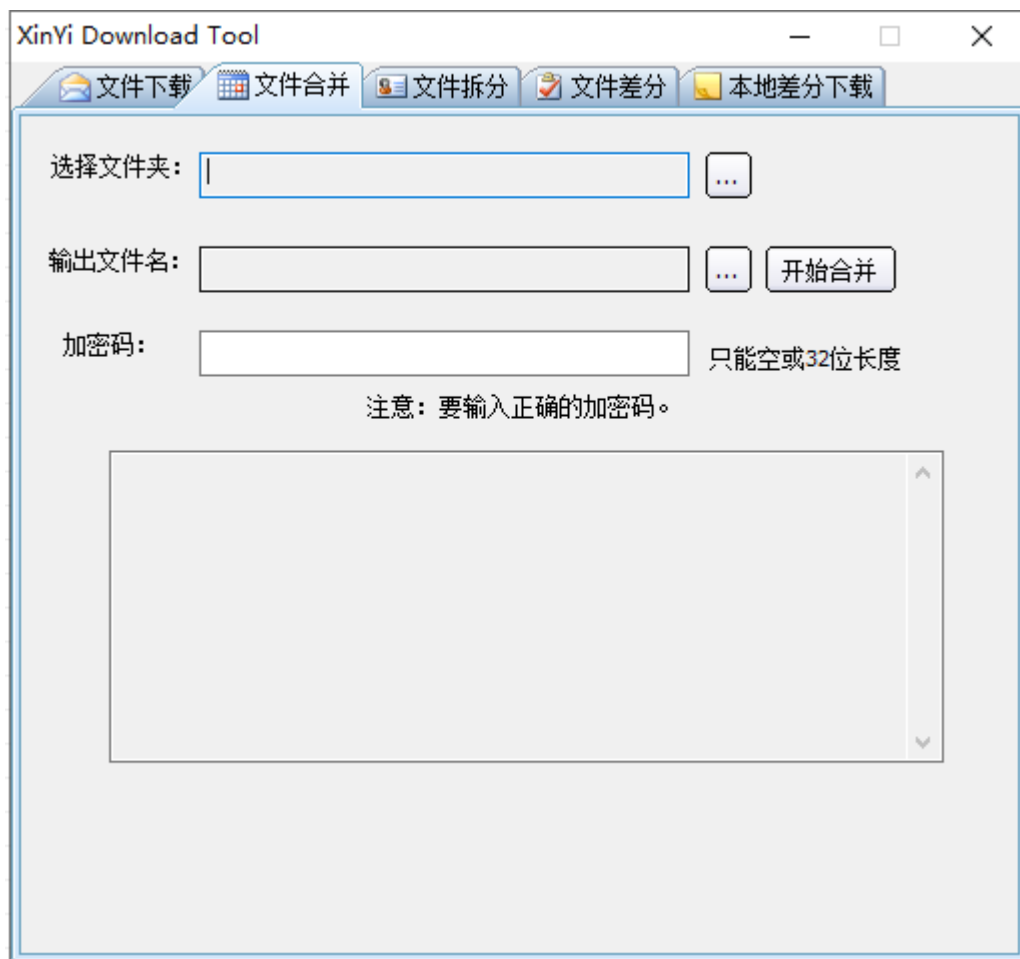 XinYi Download Tool
文件下载 文件合并 文件拆分 文件差分 本地差分下载
选择文件夹： ...
输出文件名： ... 开始合并
加密码： 只能空或32位长度
注意：要输入正确的加密码。